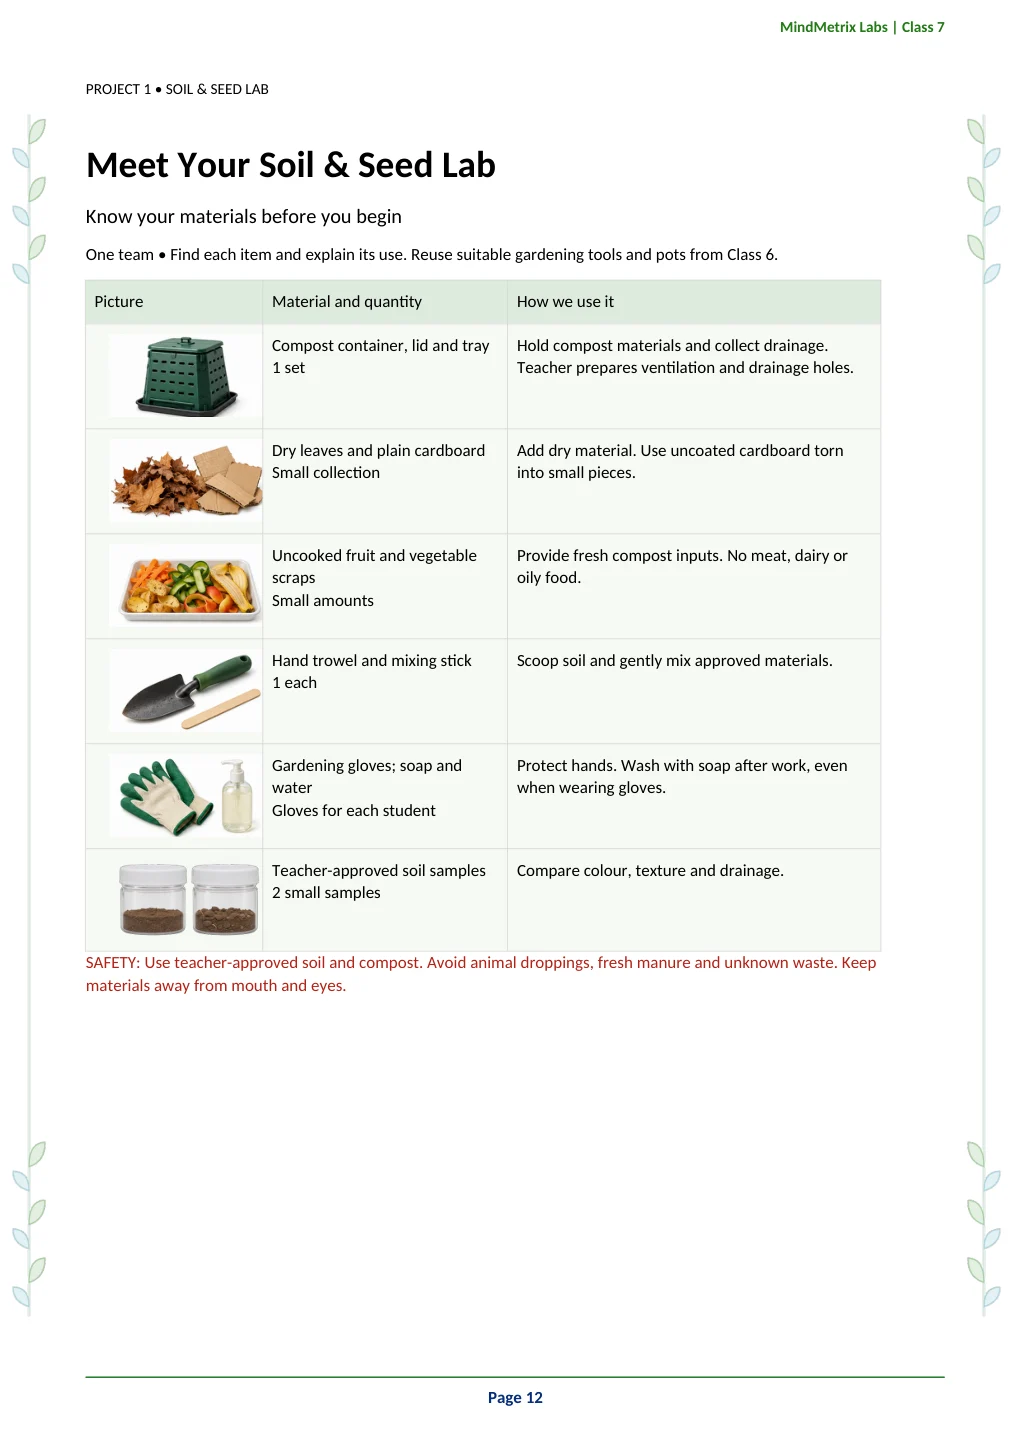 MindMetrix Labs | Class 7
PROJECT 1 • SOIL & SEED LAB
Meet Your Soil & Seed Lab
Know your materials before you begin
One team • Find each item and explain its use. Reuse suitable gardening tools and pots from Class 6.
Picture
Material and quantity
How we use it
Compost container, lid and tray
1 set
Hold compost materials and collect drainage.
Teacher prepares ventilation and drainage holes.
Dry leaves and plain cardboard
Small collection
Add dry material. Use uncoated cardboard torn
into small pieces.
Uncooked fruit and vegetable
scraps
Small amounts
Provide fresh compost inputs. No meat, dairy or
oily food.
Hand trowel and mixing stick
1 each
Scoop soil and gently mix approved materials.
Gardening gloves; soap and
water
Gloves for each student
Protect hands. Wash with soap after work, even
when wearing gloves.
Teacher-approved soil samples
2 small samples
Compare colour, texture and drainage.
SAFETY: Use teacher-approved soil and compost. Avoid animal droppings, fresh manure and unknown waste. Keep
materials away from mouth and eyes.
Page 12